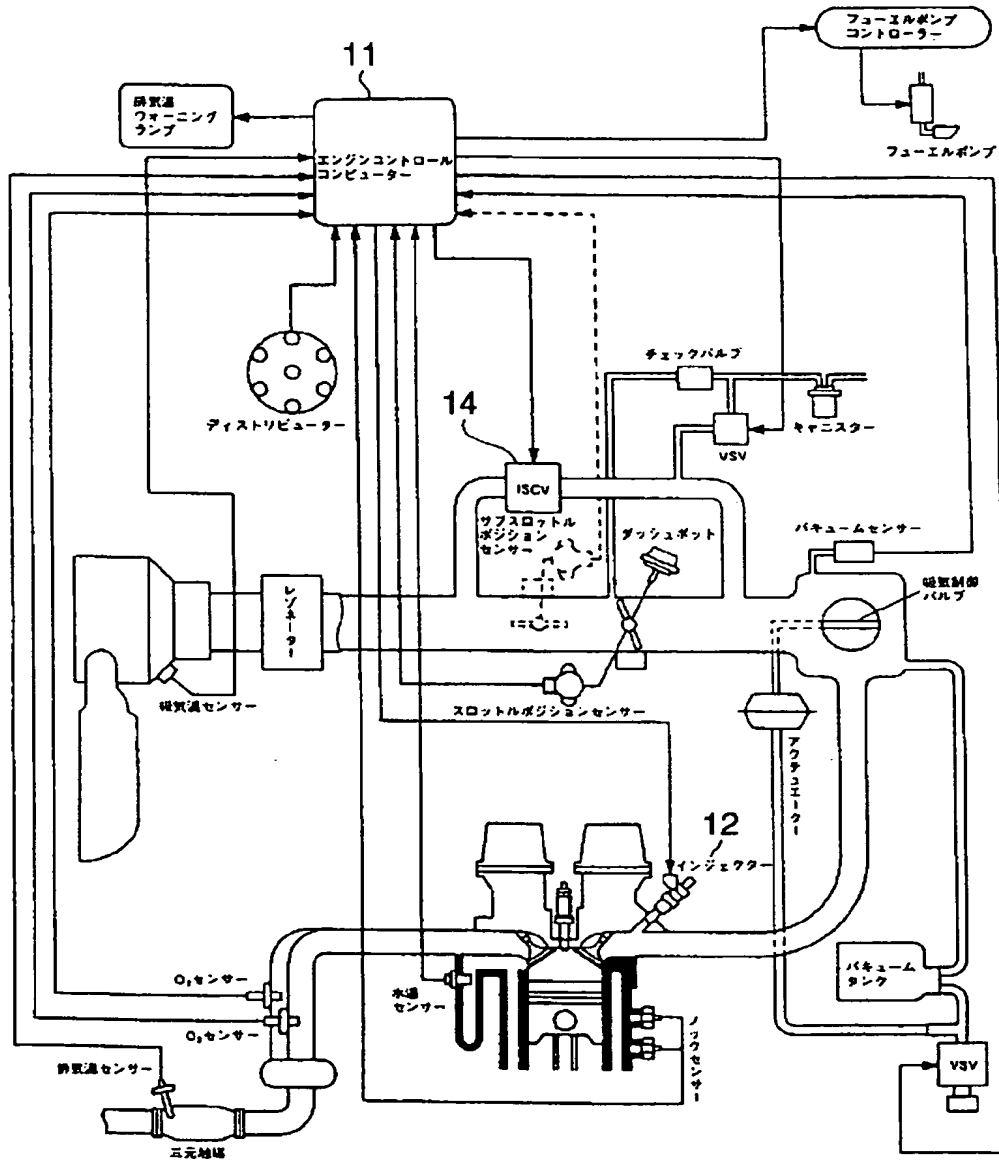 フューエルポンプ
コントローラー
11
排気温
ウォーニング
ランプ
エンジンコントロール
コンピューター
フューエルポンプ
チェックバルブ
ディストリビューター
14
キャニスター
VSV
ISCV
サブスロットル
ポジション
センサー
ダッシュポット
バキュームセンサー
吸気制御
バルブ
レゾネーター
吸気温センサー
スロットルポジションセンサー
アクチュエーター
12
インジェクター
O₂センサー
水温
センサー
バキューム
タンク
O₂センサー
ノックセンサー
排気温センサー
VSV
三元触媒